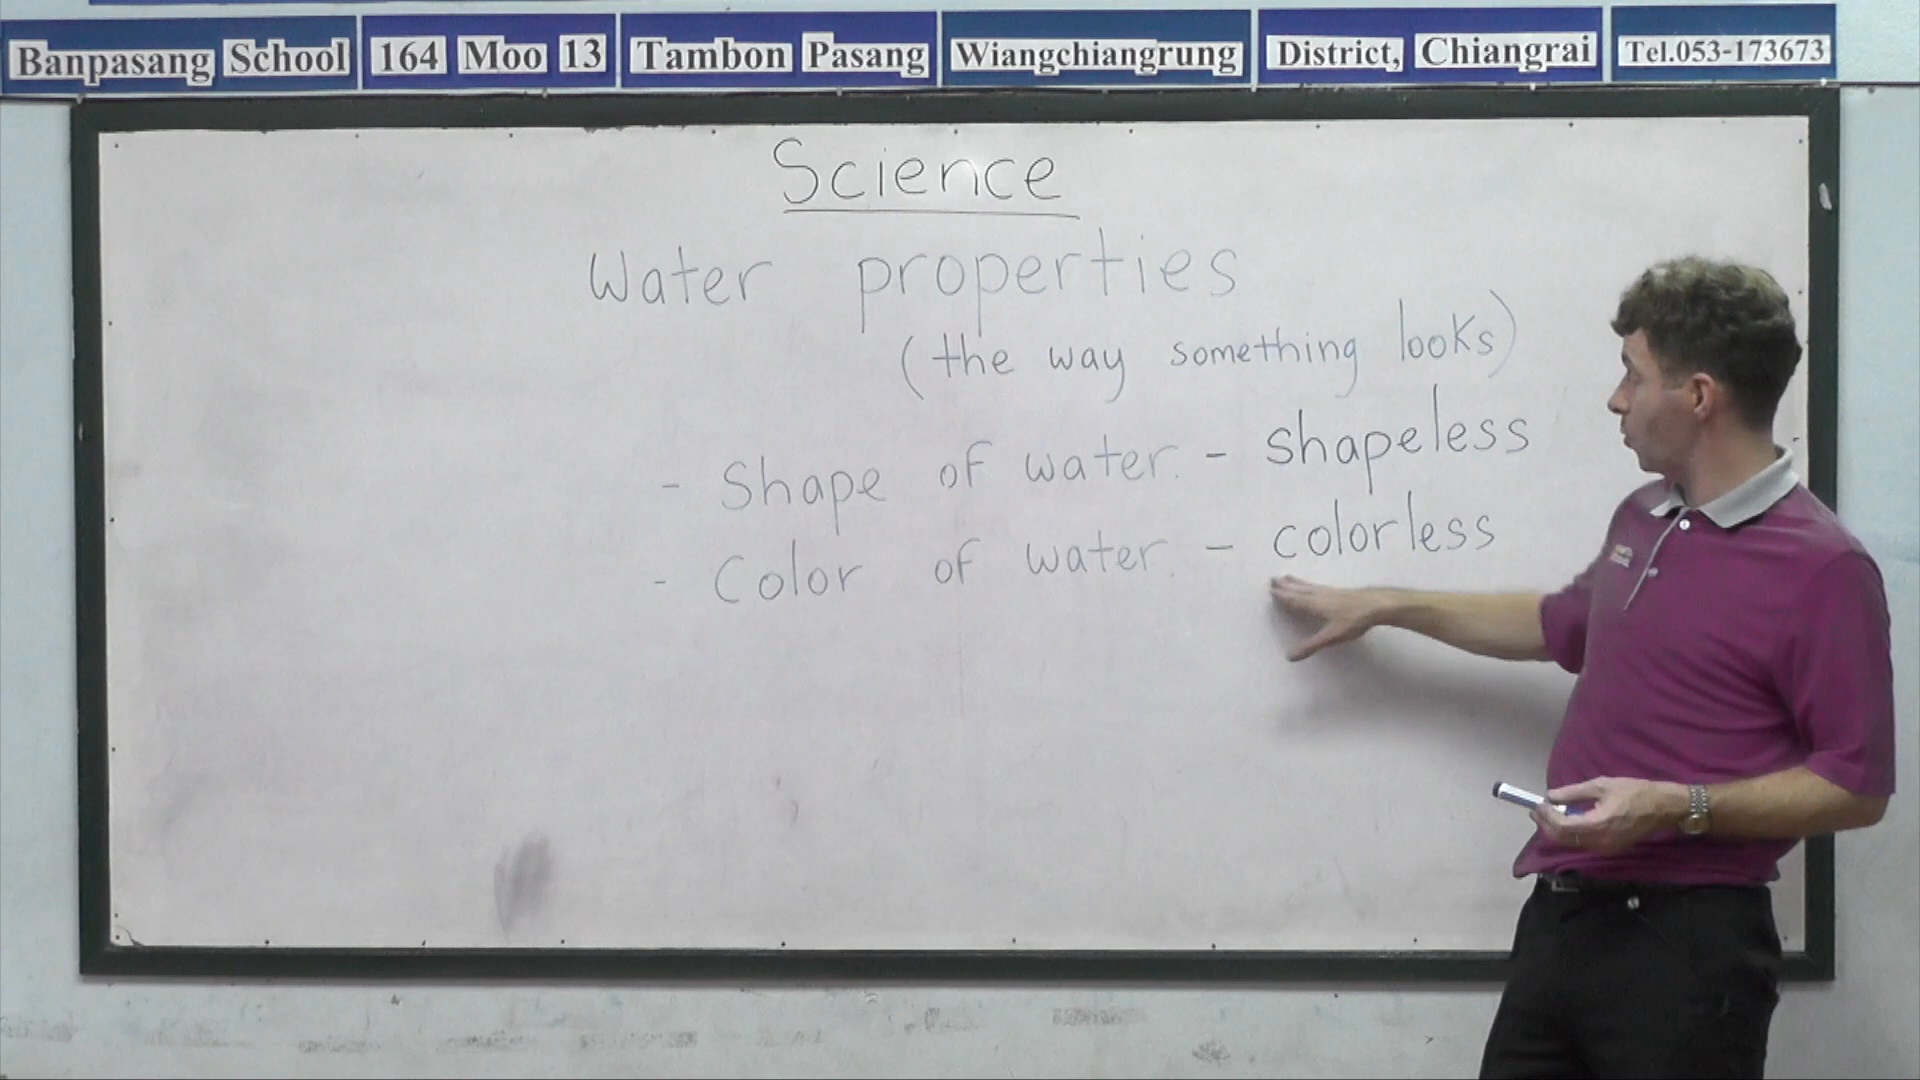 Banpasang School 164 Moo 13 Tambon Pasang Wiangchiangrung District, Chiangrai Tel.053-173673
Science
Water properties
(the way something looks)
- Shape of water. - shapeless
- Color of water. - colorless